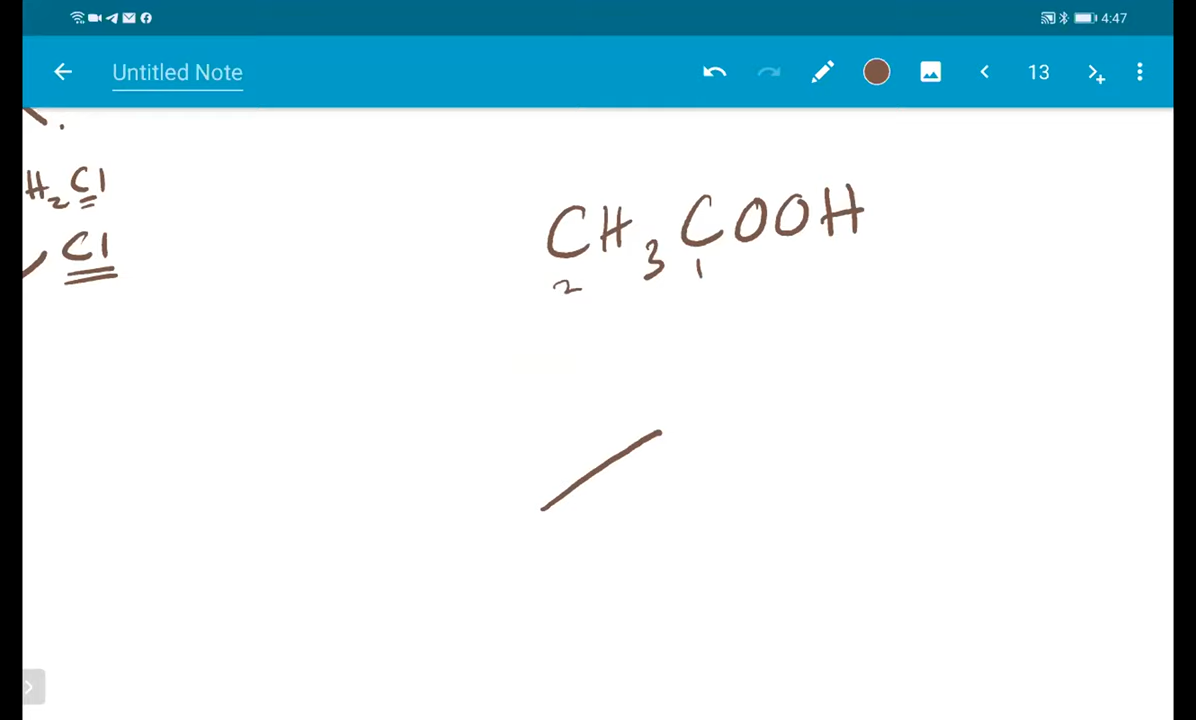 4:47
Untitled Note
13
H2Cl
Cl
CH3COOH
2 1